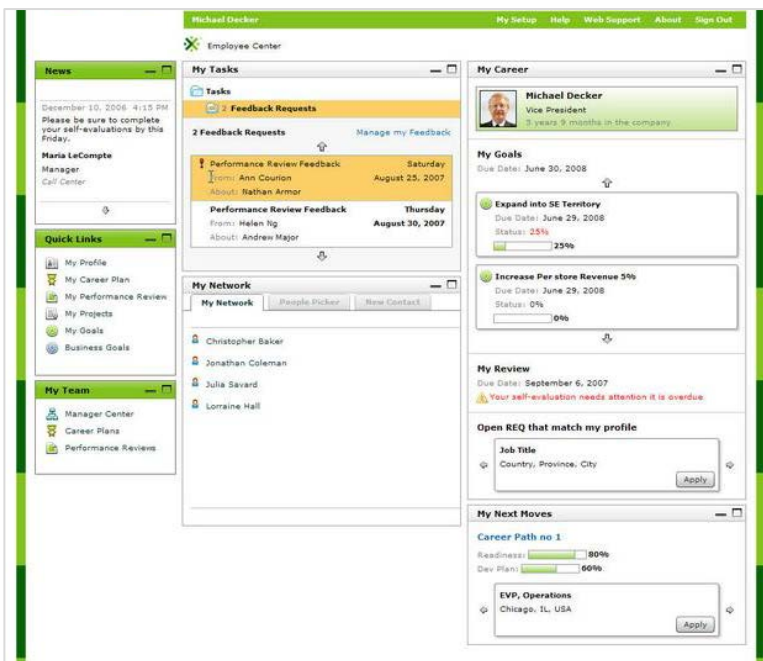 Michael Decker
My Setup Help Web Support About Sign Out
Employee Center
News
December 10, 2006 4:15 PM
Please be sure to complete
your self-evaluations by this
Friday.
Maria LeCompte
Manager
Call Center
Quick Links
My Profile
My Career Plan
My Performance Review
My Projects
My Goals
Business Goals
My Team
Manager Center
Career Plans
Performance Reviews
My Tasks
Tasks
2 Feedback Requests
2 Feedback Requests Manage my Feedback
Performance Review Feedback Saturday
From: Ann Courion August 25, 2007
About: Nathan Armor
Performance Review Feedback Thursday
From: Helen Ng August 30, 2007
About: Andrew Major
My Network
My Network People Picker New Contact
Christopher Baker
Jonathan Coleman
Julia Savard
Lorraine Hall
My Career
Michael Decker
Vice President
5 years 9 months in the company
My Goals
Due Date: June 30, 2008
Expand into SE Territory
Due Date: June 29, 2008
Status: 25%
25%
Increase Per store Revenue 5%
Due Date: June 29, 2008
Status: 0%
0%
My Review
Due Date: September 6, 2007
Your self-evaluation needs attention it is overdue
Open REQ that match my profile
Job Title
Country, Province, City
Apply
My Next Moves
Career Path no 1
Readiness: 80%
Dev Plan: 60%
EVP, Operations
Chicago, IL, USA
Apply